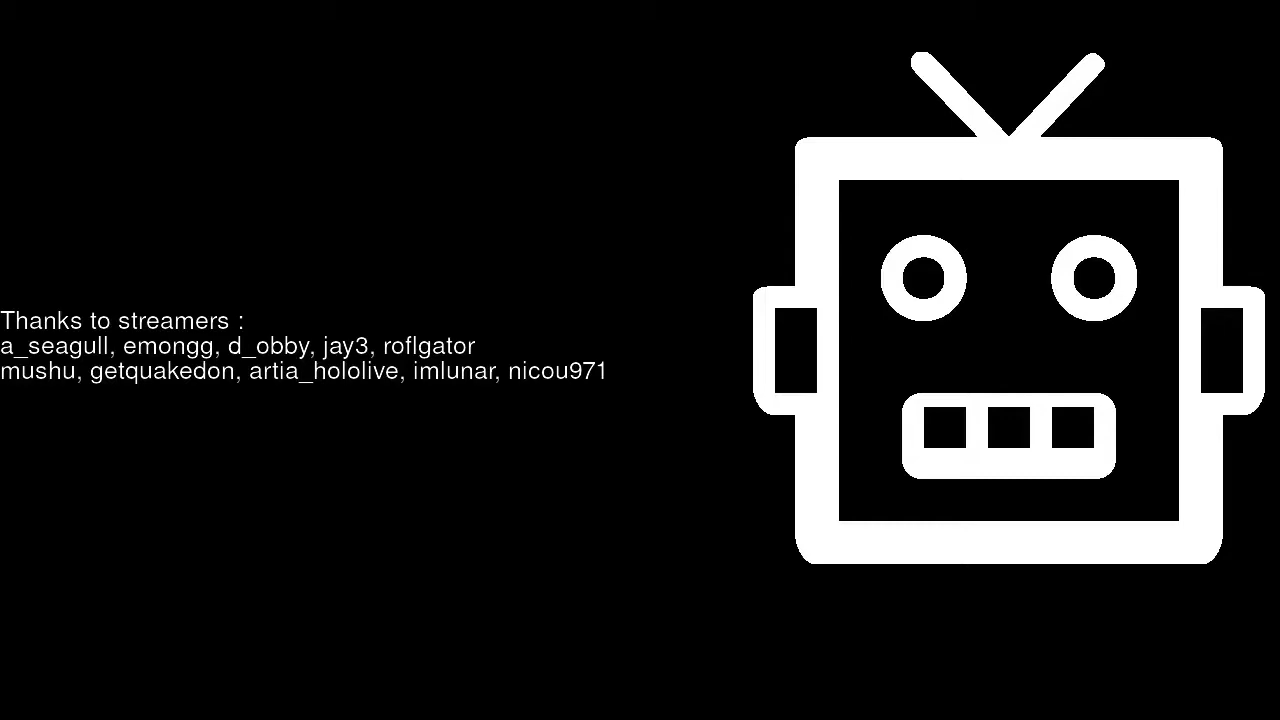 Thanks to streamers :
a_seagull, emongg, d_obby, jay3, roflgator
mushu, getquakedon, artia_hololive, imlunar, nicou971